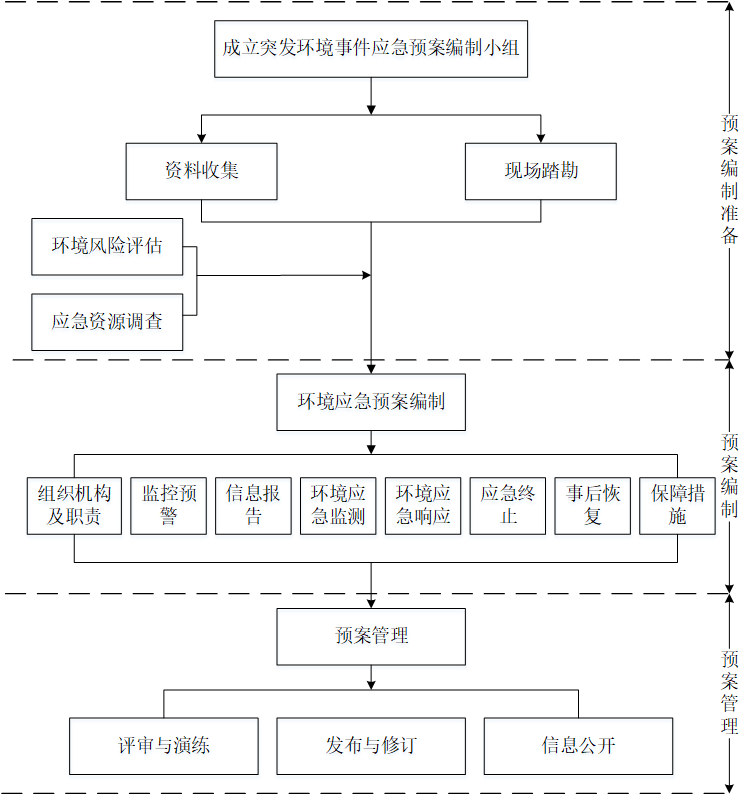 成立突发环境事件应急预案编制小组
资料收集
现场踏勘
环境风险评估
应急资源调查
预案编制准备
环境应急预案编制
组织机构
及职责
监控预
警
信息报
告
环境应
急监测
环境应
急响应
应急终
止
事后恢
复
保障措
施
预案编制
预案管理
评审与演练
发布与修订
信息公开
预案管理